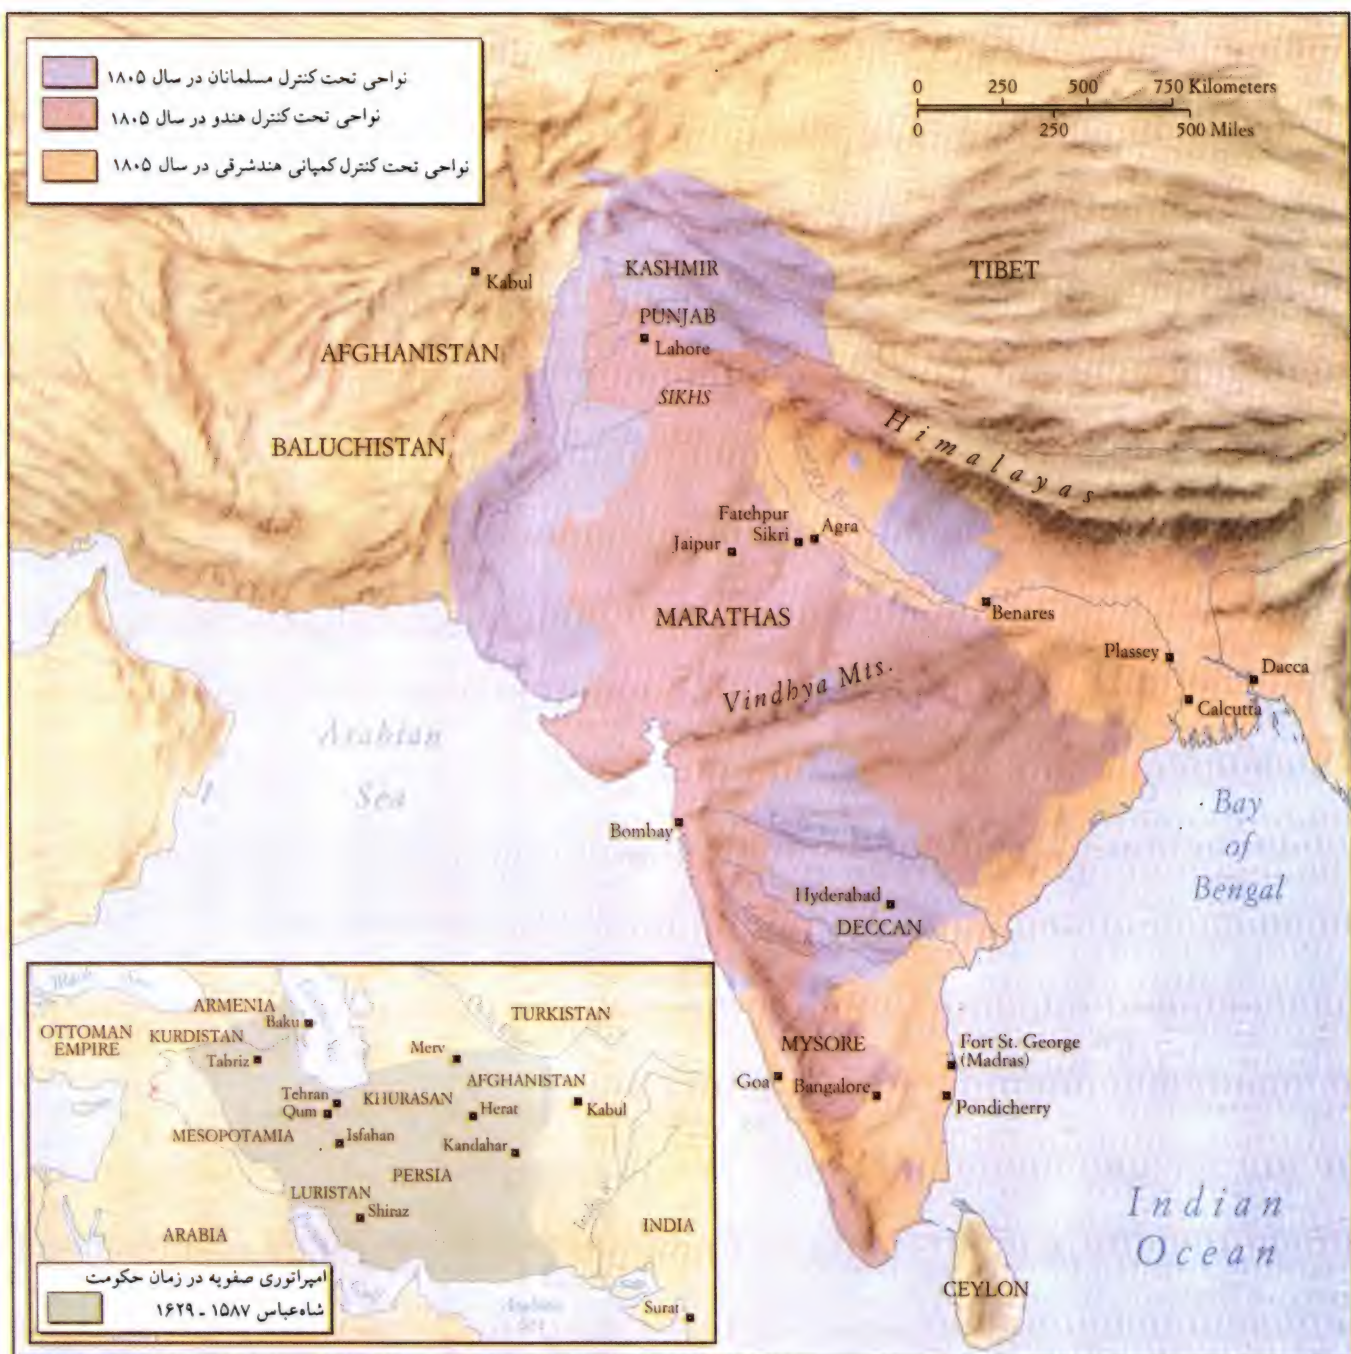 نواحی تحت کنترل مسلمانان در سال ۱۸۰۵
نواحی تحت کنترل هندو در سال ۱۸۰۵
نواحی تحت کنترل کمپانی هندشرقی در سال ۱۸۰۵
0 250 500 750 Kilometers
0 250 500 Miles
KASHMIR
TIBET
Kabul
PUNJAB
Lahore
AFGHANISTAN
SIKHS
BALUCHISTAN
Himalayas
Fatehpur
Sikri
Agra
Jaipur
MARATHAS
Benares
Plassey
Dacca
Vindhya Mts.
Calcutta
Arabian
Sea
Bay
of
Bengal
Bombay
Hyderabad
DECCAN
MYSORE
Fort St. George
(Madras)
Goa
Bangalore
Pondicherry
Indian
Ocean
CEYLON
ARMENIA
Baku
TURKISTAN
OTTOMAN
EMPIRE
KURDISTAN
Tabriz
Merv
AFGHANISTAN
Tehran
KHURASAN
Qum
Herat
Kabul
MESOPOTAMIA
Isfahan
Kandahar
PERSIA
LURISTAN
Shiraz
ARABIA
INDIA
Surat
امپراتوری صفویه در زمان حکومت
شاه‌عباس ۱۵۸۷ ـ ۱۶۲۹